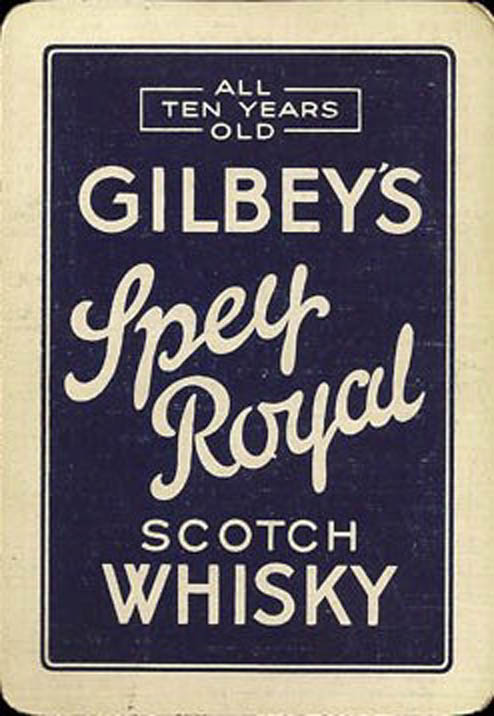 ALL
TEN YEARS
OLD
GILBEY'S
Spey
Royal
SCOTCH
WHISKY